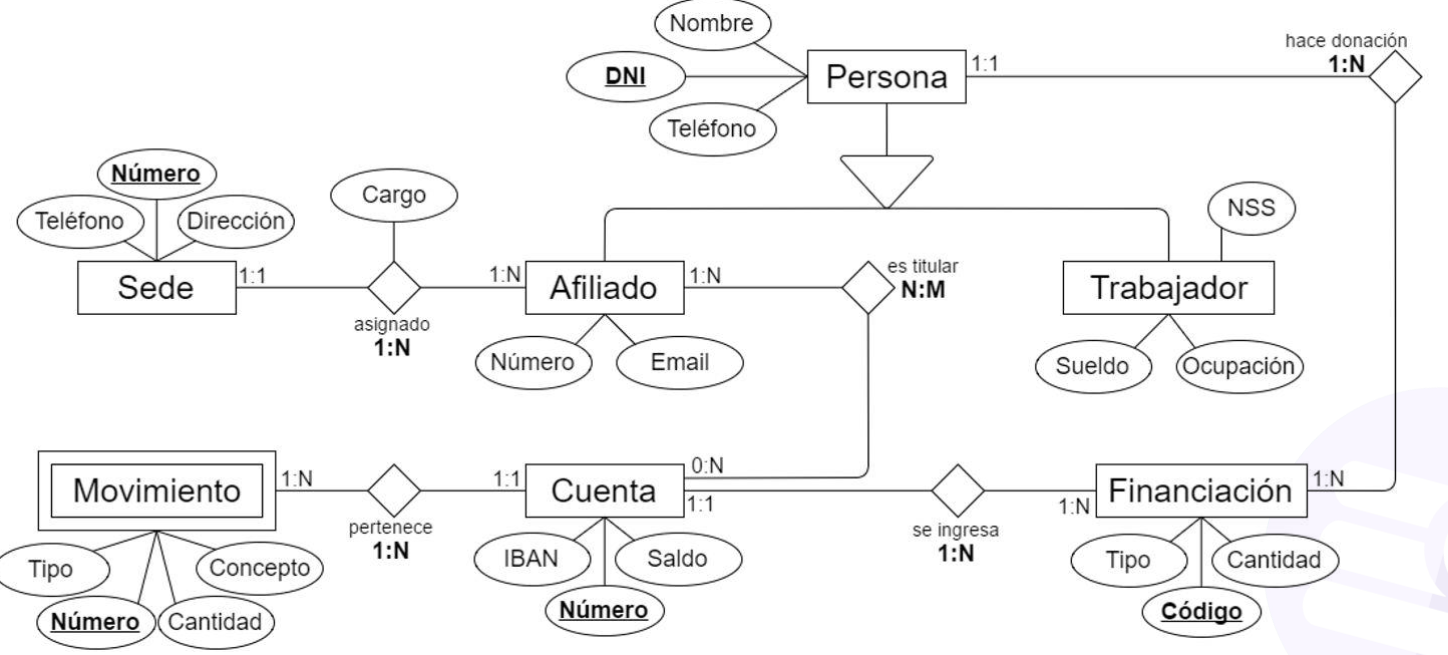 Nombre
hace donación
1:N
DNI
Persona
1:1
Teléfono
Número
Cargo
NSS
Teléfono
Dirección
Sede
1:1
asignado
1:N
1:N
Afiliado
1:N
es titular
N:M
Trabajador
Número
Email
Sueldo
Ocupación
Movimiento
1:N
pertenece
1:N
1:1
Cuenta
0:N
1:1
se ingresa
1:N
1:N
Financiación
1:N
Tipo
Concepto
IBAN
Saldo
Tipo
Cantidad
Número
Cantidad
Número
Código